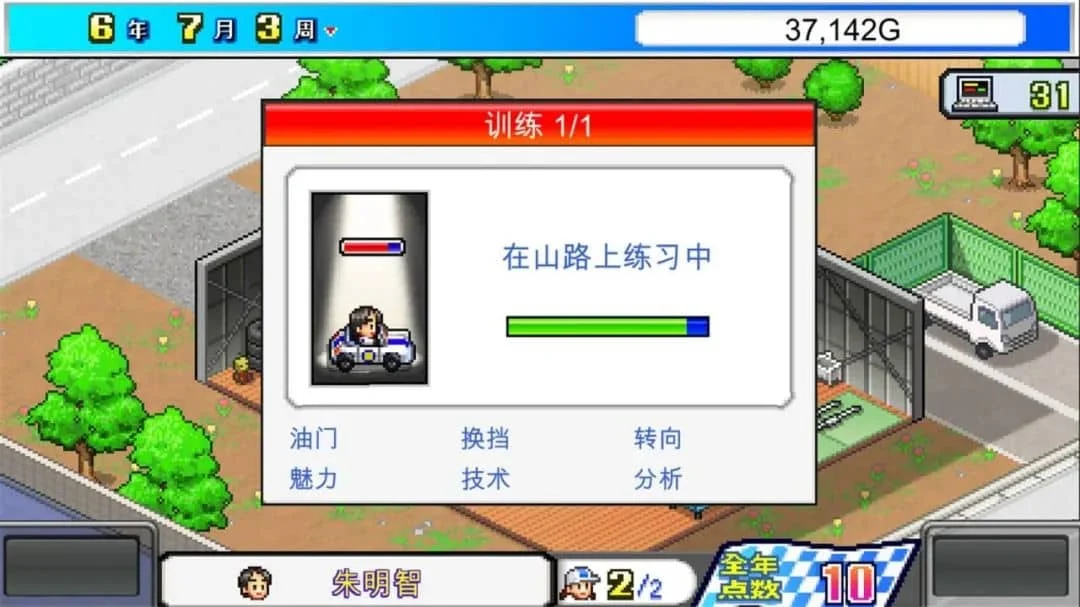 6年 7月 3周
37,142G
31
训练 1/1
在山路上练习中
油门 换挡 转向
魅力 技术 分析
朱明智
2/2
全年
点数
10